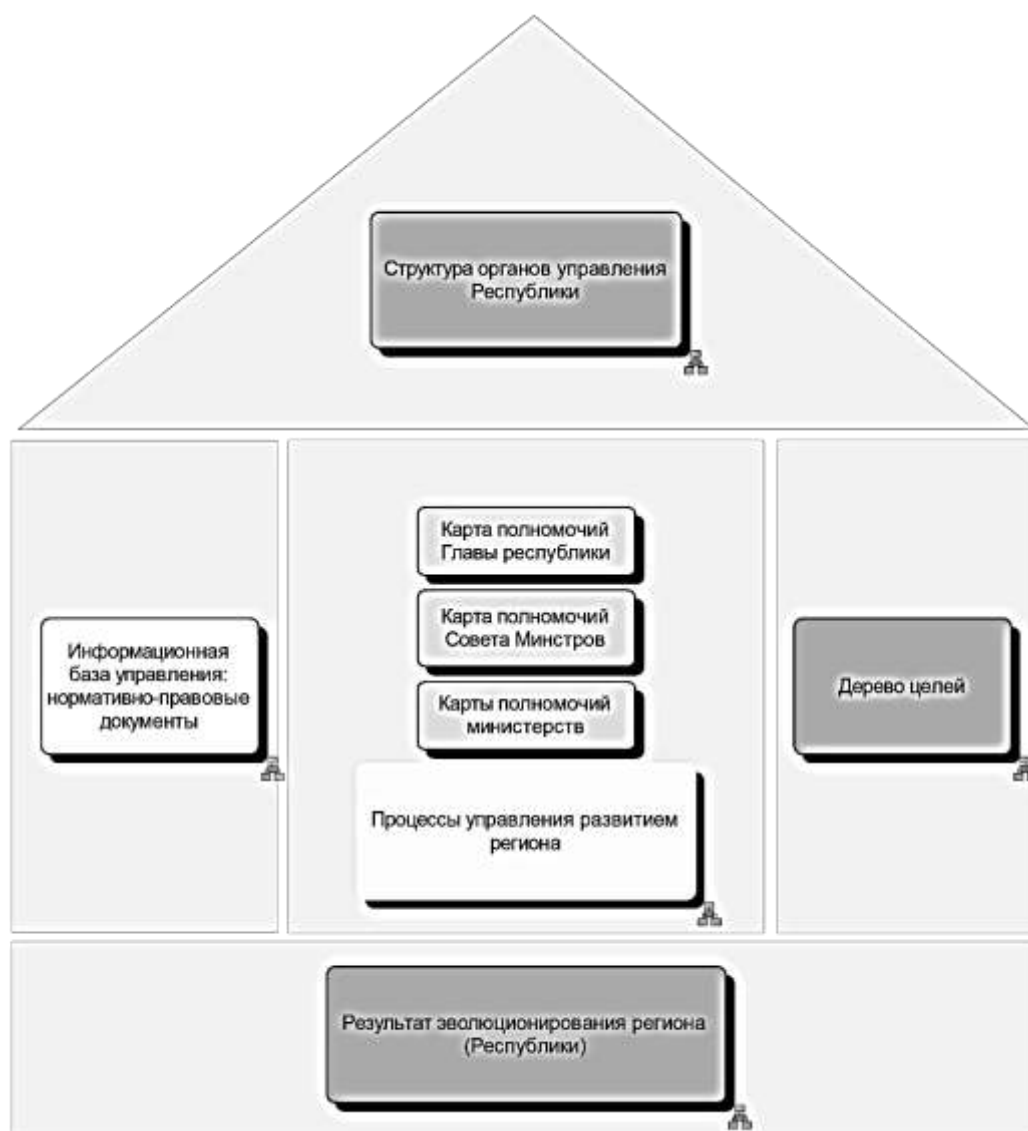 Структура органов управления
Республики
Информационная
база управления:
нормативно-правовые
документы
Карта полномочий
Главы республики
Карта полномочий
Совета Минстров
Карты полномочий
министерств
Процессы управления развитием
региона
Дерево целей
Результат эволюционирования региона
(Республики)